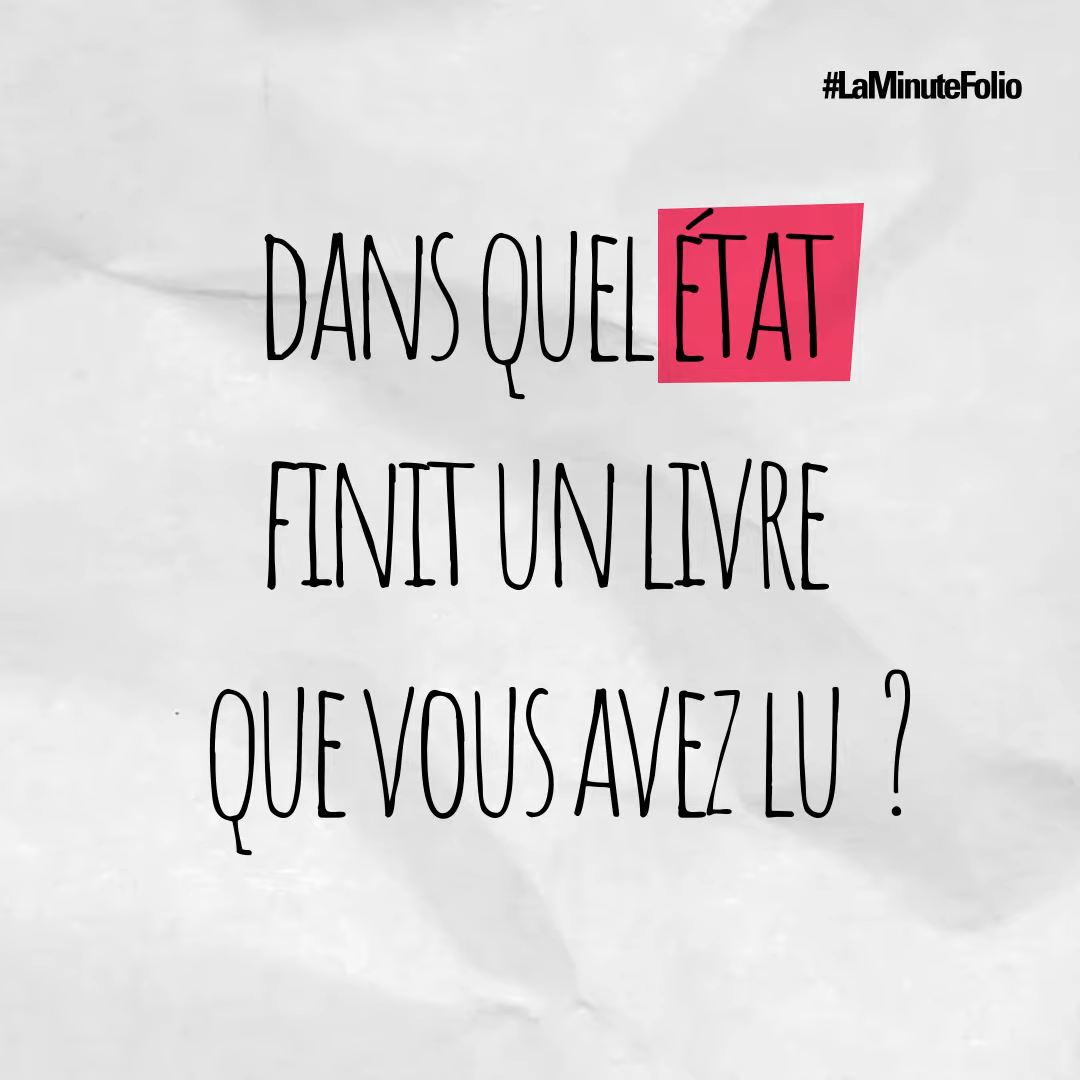 #LaMinuteFolio
DANS QUEL ÉTAT
FINIT UN LIVRE
QUE VOUS AVEZ LU ?